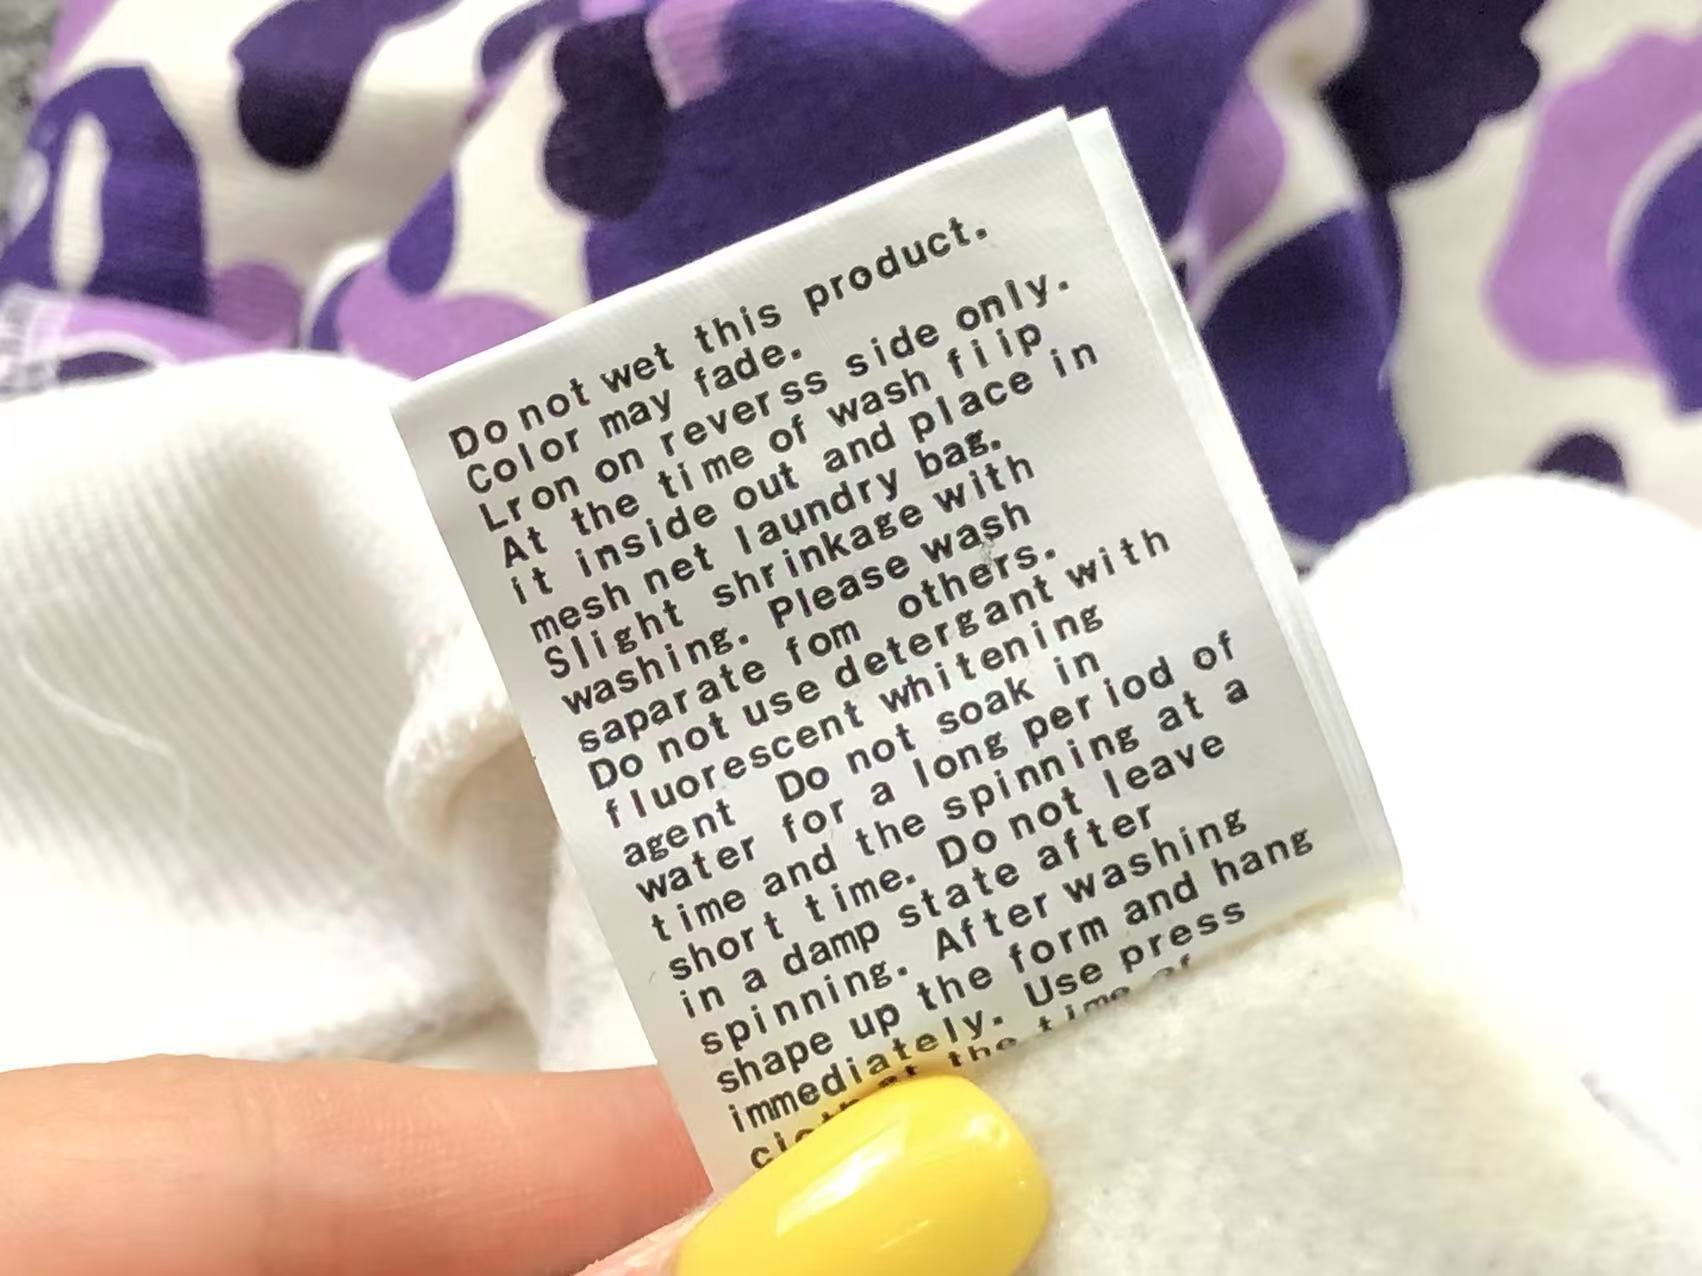 Do not wet this product.
Color may fade.
Lron on reverss side only.
At the time of wash fiip
it inside out and place in
mesh net laundry bag.
Slight shrinkage with
washing. Please wash
saparate fom others.
Do not use detergant with
fluorescent whitening
agent Do not soak in
water for a long period of
time and the spinning at a
short time. Do not leave
in a damp state after
spinning. After washing
shape up the form and hang
immediately. Use press
the time of